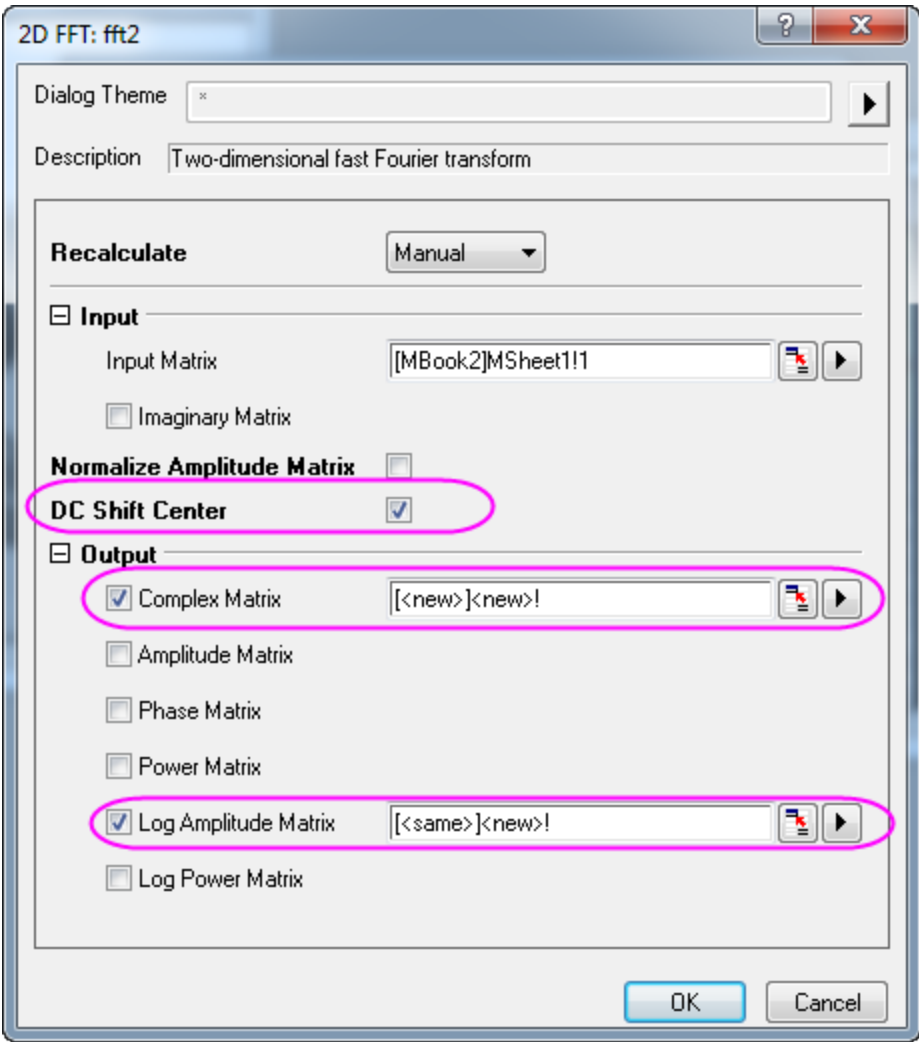 2D FFT: fft2
Dialog Theme *
Description Two-dimensional fast Fourier transform
Recalculate Manual
Input
Input Matrix [MBook2]MSheet1!1
Imaginary Matrix
Normalize Amplitude Matrix
DC Shift Center
Output
Complex Matrix [<new>]<new>!
Amplitude Matrix
Phase Matrix
Power Matrix
Log Amplitude Matrix [<same>]<new>!
Log Power Matrix
OK Cancel